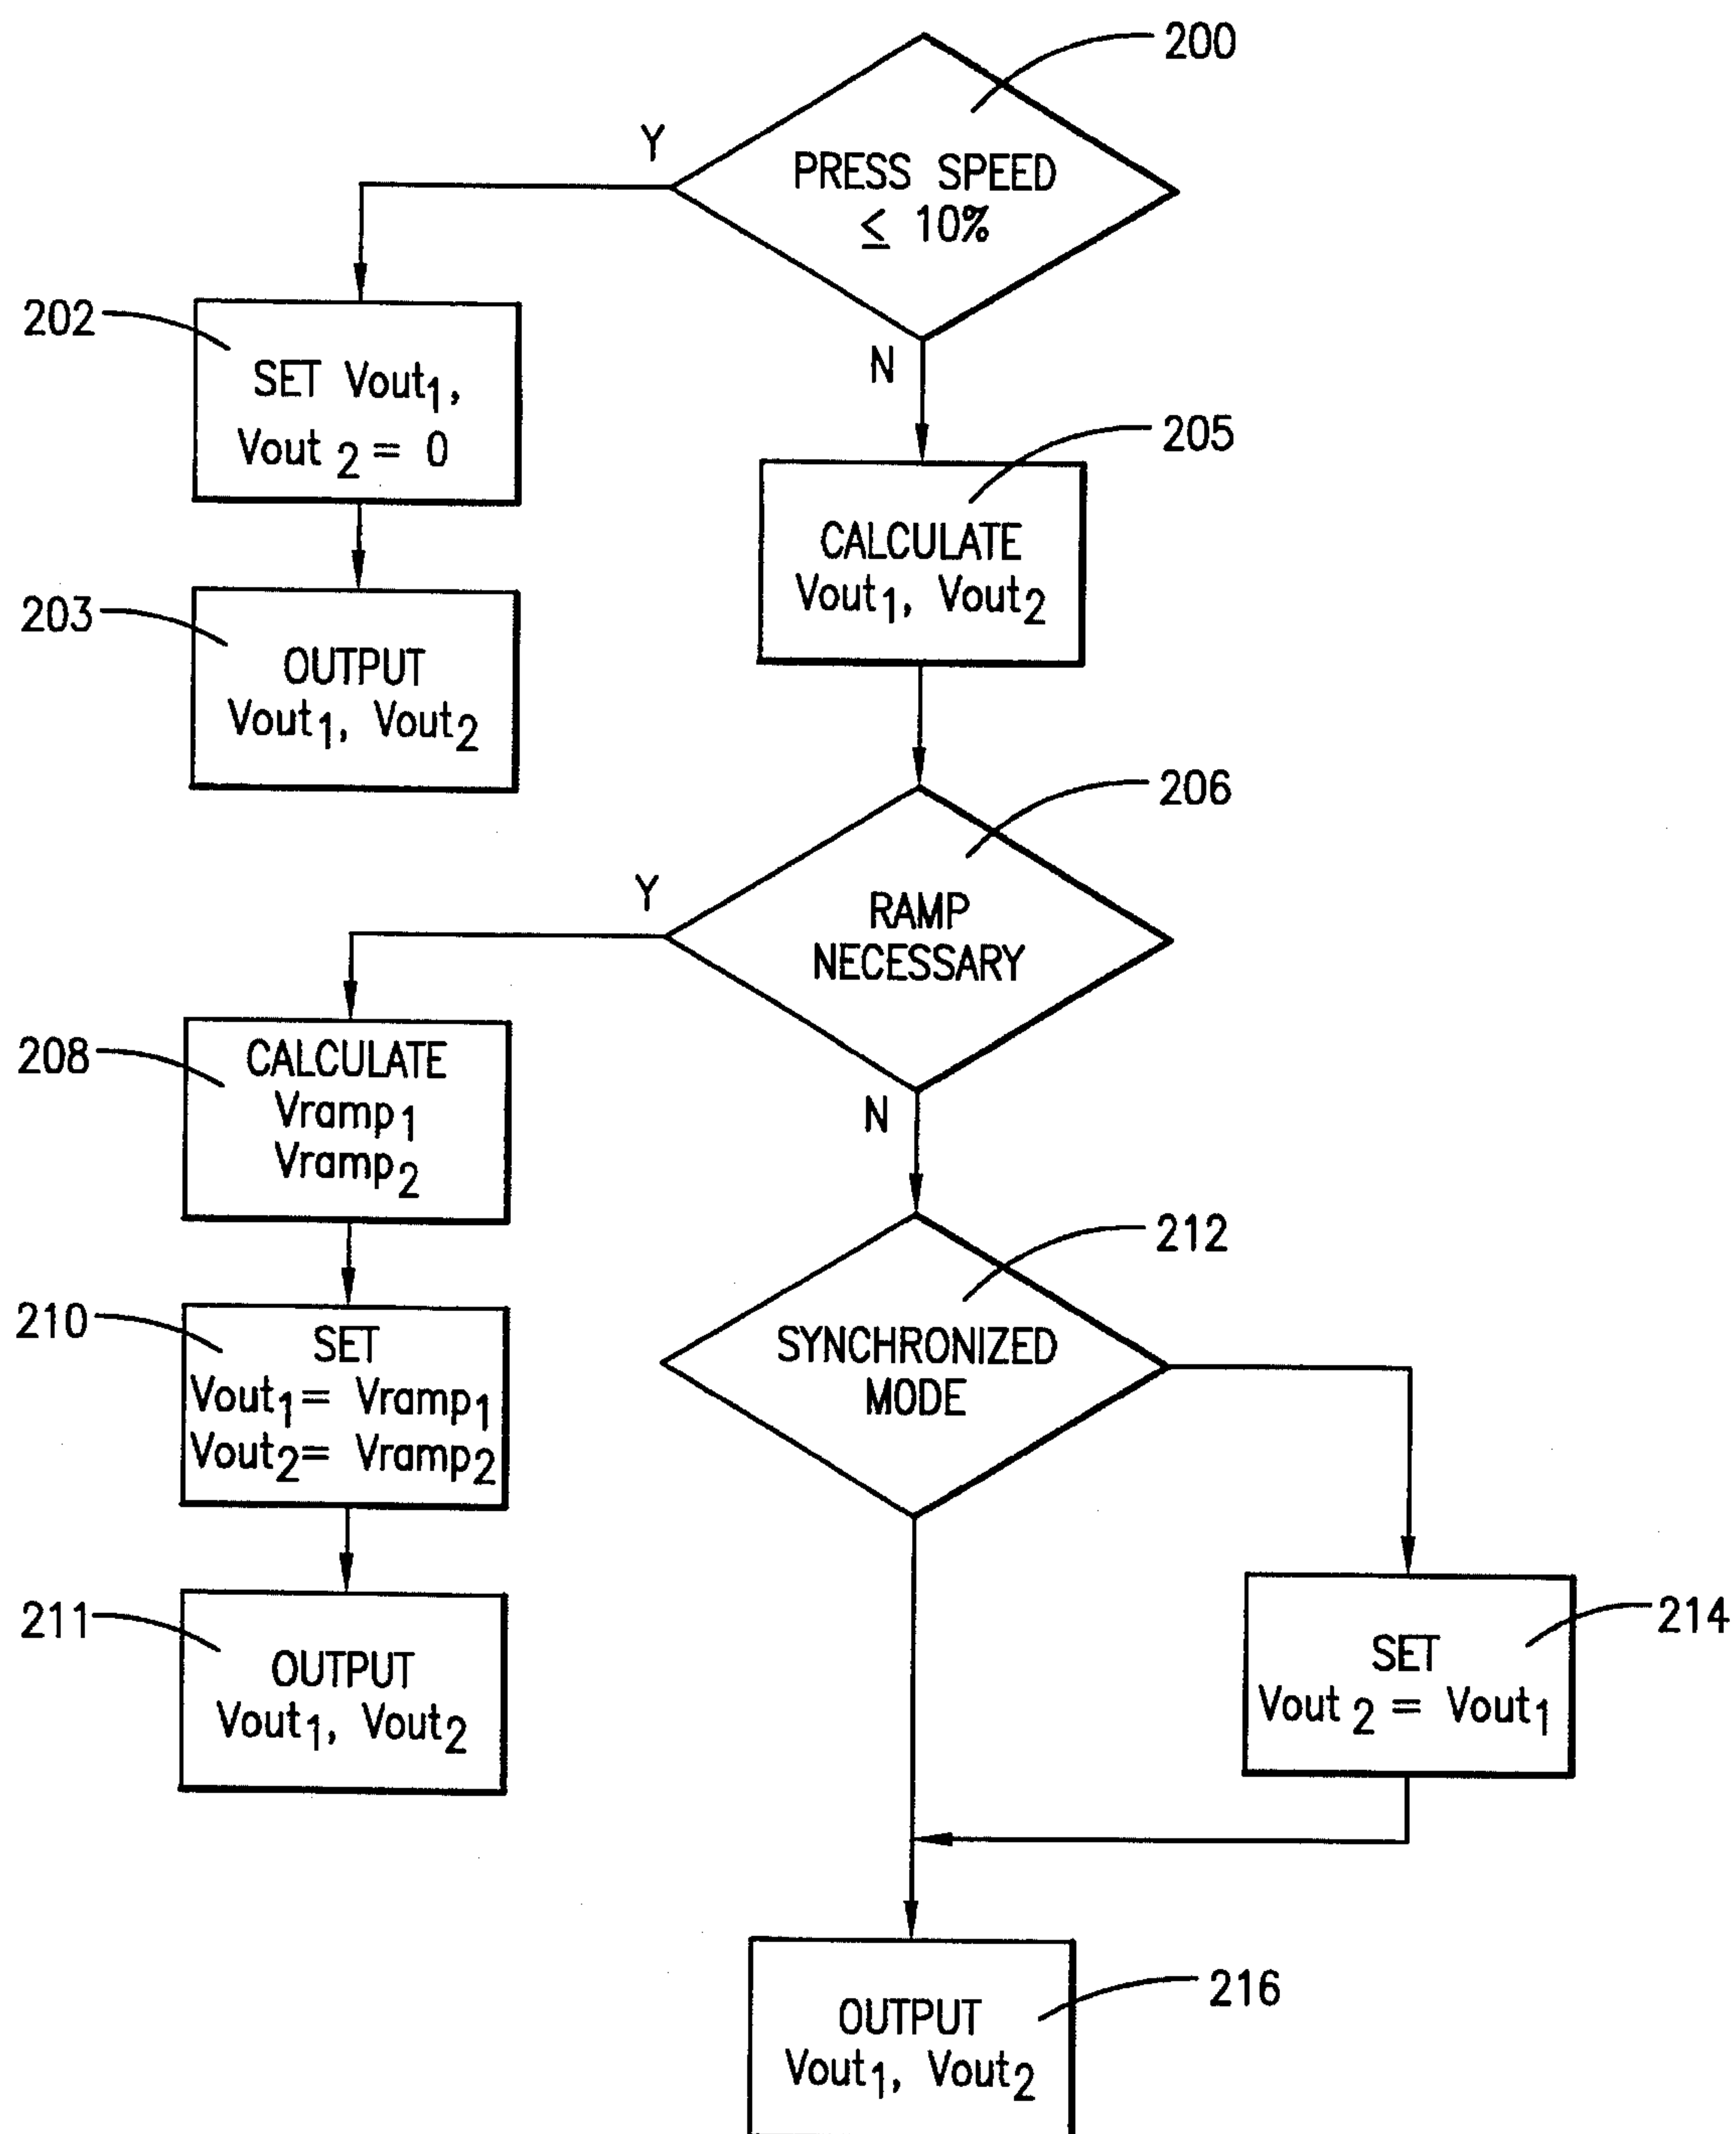 200
Y
PRESS SPEED
≤ 10%
N
202
SET Vout1,
Vout 2 = 0
205
CALCULATE
Vout1, Vout2
203
OUTPUT
Vout1, Vout2
206
Y
RAMP
NECESSARY
N
208
CALCULATE
Vramp1
Vramp2
212
SYNCHRONIZED
MODE
210
SET
Vout1= Vramp1
Vout2= Vramp2
211
OUTPUT
Vout1, Vout2
214
SET
Vout 2 = Vout1
216
OUTPUT
Vout1, Vout2